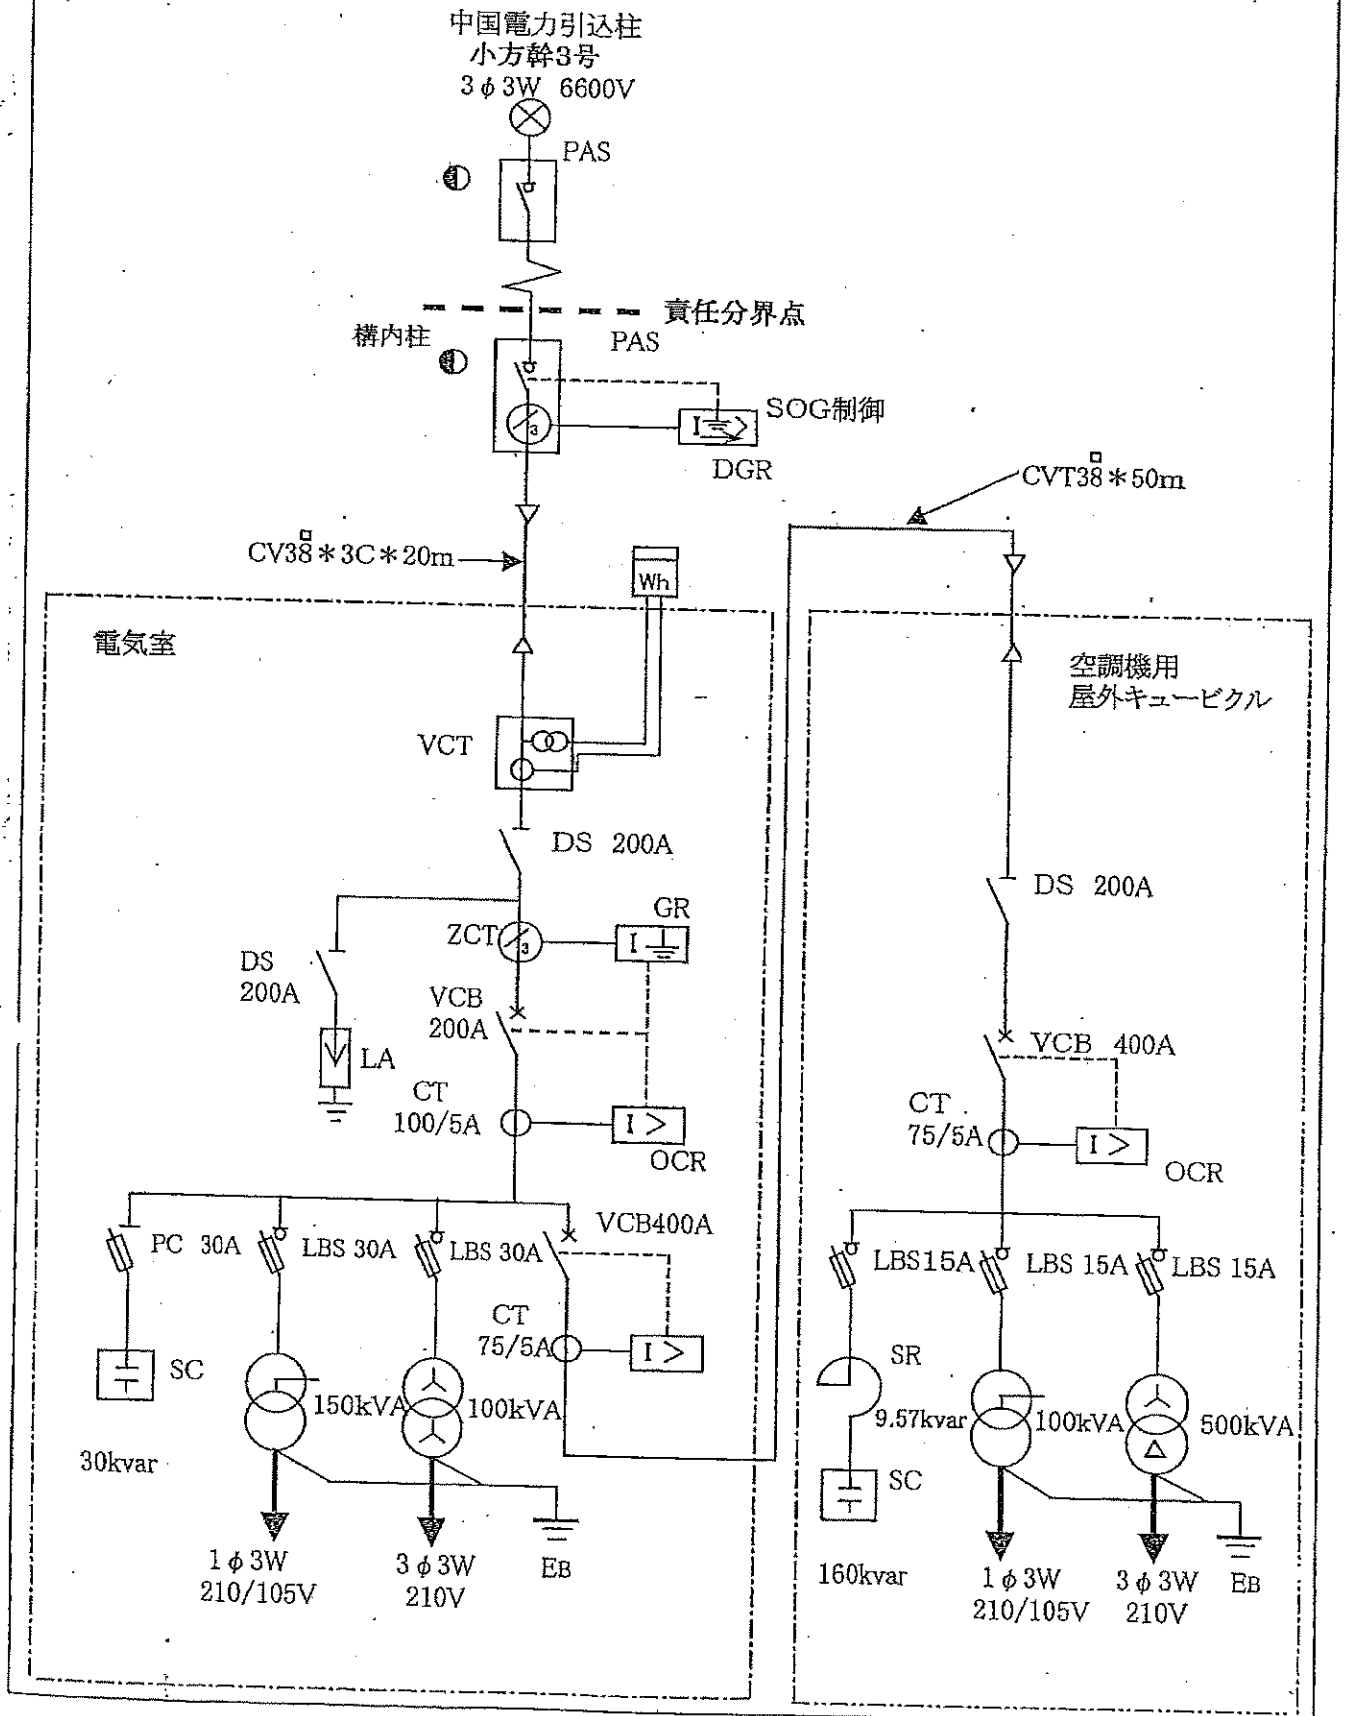 中国電力引込柱
小方幹3号
3φ3W 6600V
PAS
責任分界点
構内柱
PAS
3
SOG制御
I
DGR
CVT38□*50m
CV38□*3C*20m
Wh
電気室
空調機用
屋外キュービクル
VCT
DS 200A
DS 200A
GR
ZCT
3
I
DS
200A
VCB
200A
LA
VCB 400A
CT
100/5A
I >
OCR
CT
75/5A
I >
OCR
PC 30A
LBS 30A
LBS 30A
VCB400A
LBS15A
LBS 15A
LBS 15A
CT
75/5A
I >
SC
150kVA
100kVA
SR
9.57kvar
100kVA
500kVA
30kvar
SC
1φ3W
210/105V
3φ3W
210V
EB
160kvar
1φ3W
210/105V
3φ3W
210V
EB